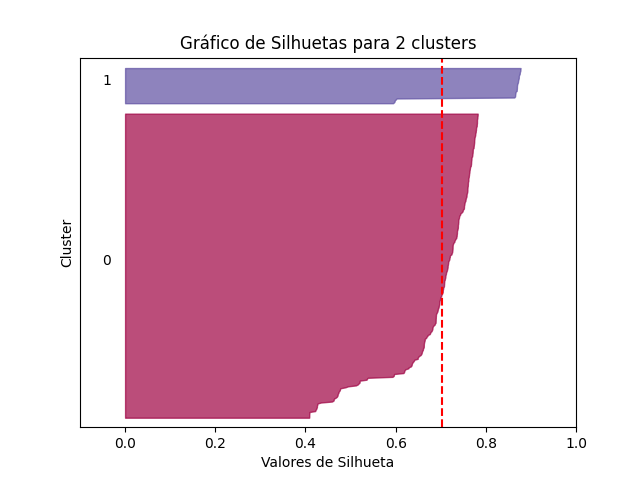 Gráfico de Silhuetas para 2 clusters
1
0
Cluster
0.0 0.2 0.4 0.6 0.8 1.0
Valores de Silhueta